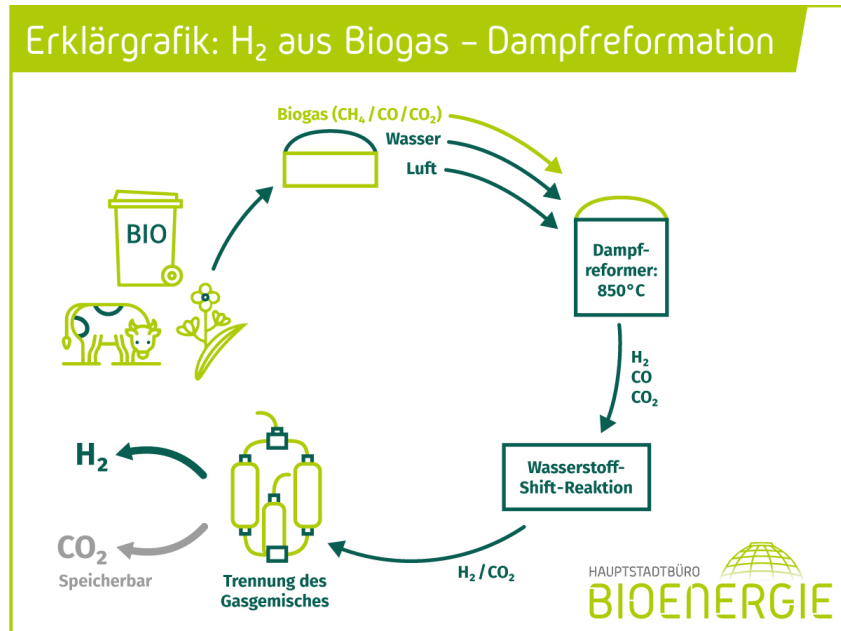 Erklärgrafik: H₂ aus Biogas – Dampfreformation
Biogas (CH₄ / CO / CO₂)
Wasser
Luft
BIO
Dampf-
reformer:
850°C
H₂
CO
CO₂
Wasserstoff-
Shift-Reaktion
H₂ / CO₂
Trennung des
Gasgemisches
H₂
CO₂
Speicherbar
HAUPTSTADTBÜRO
BIOENERGIE